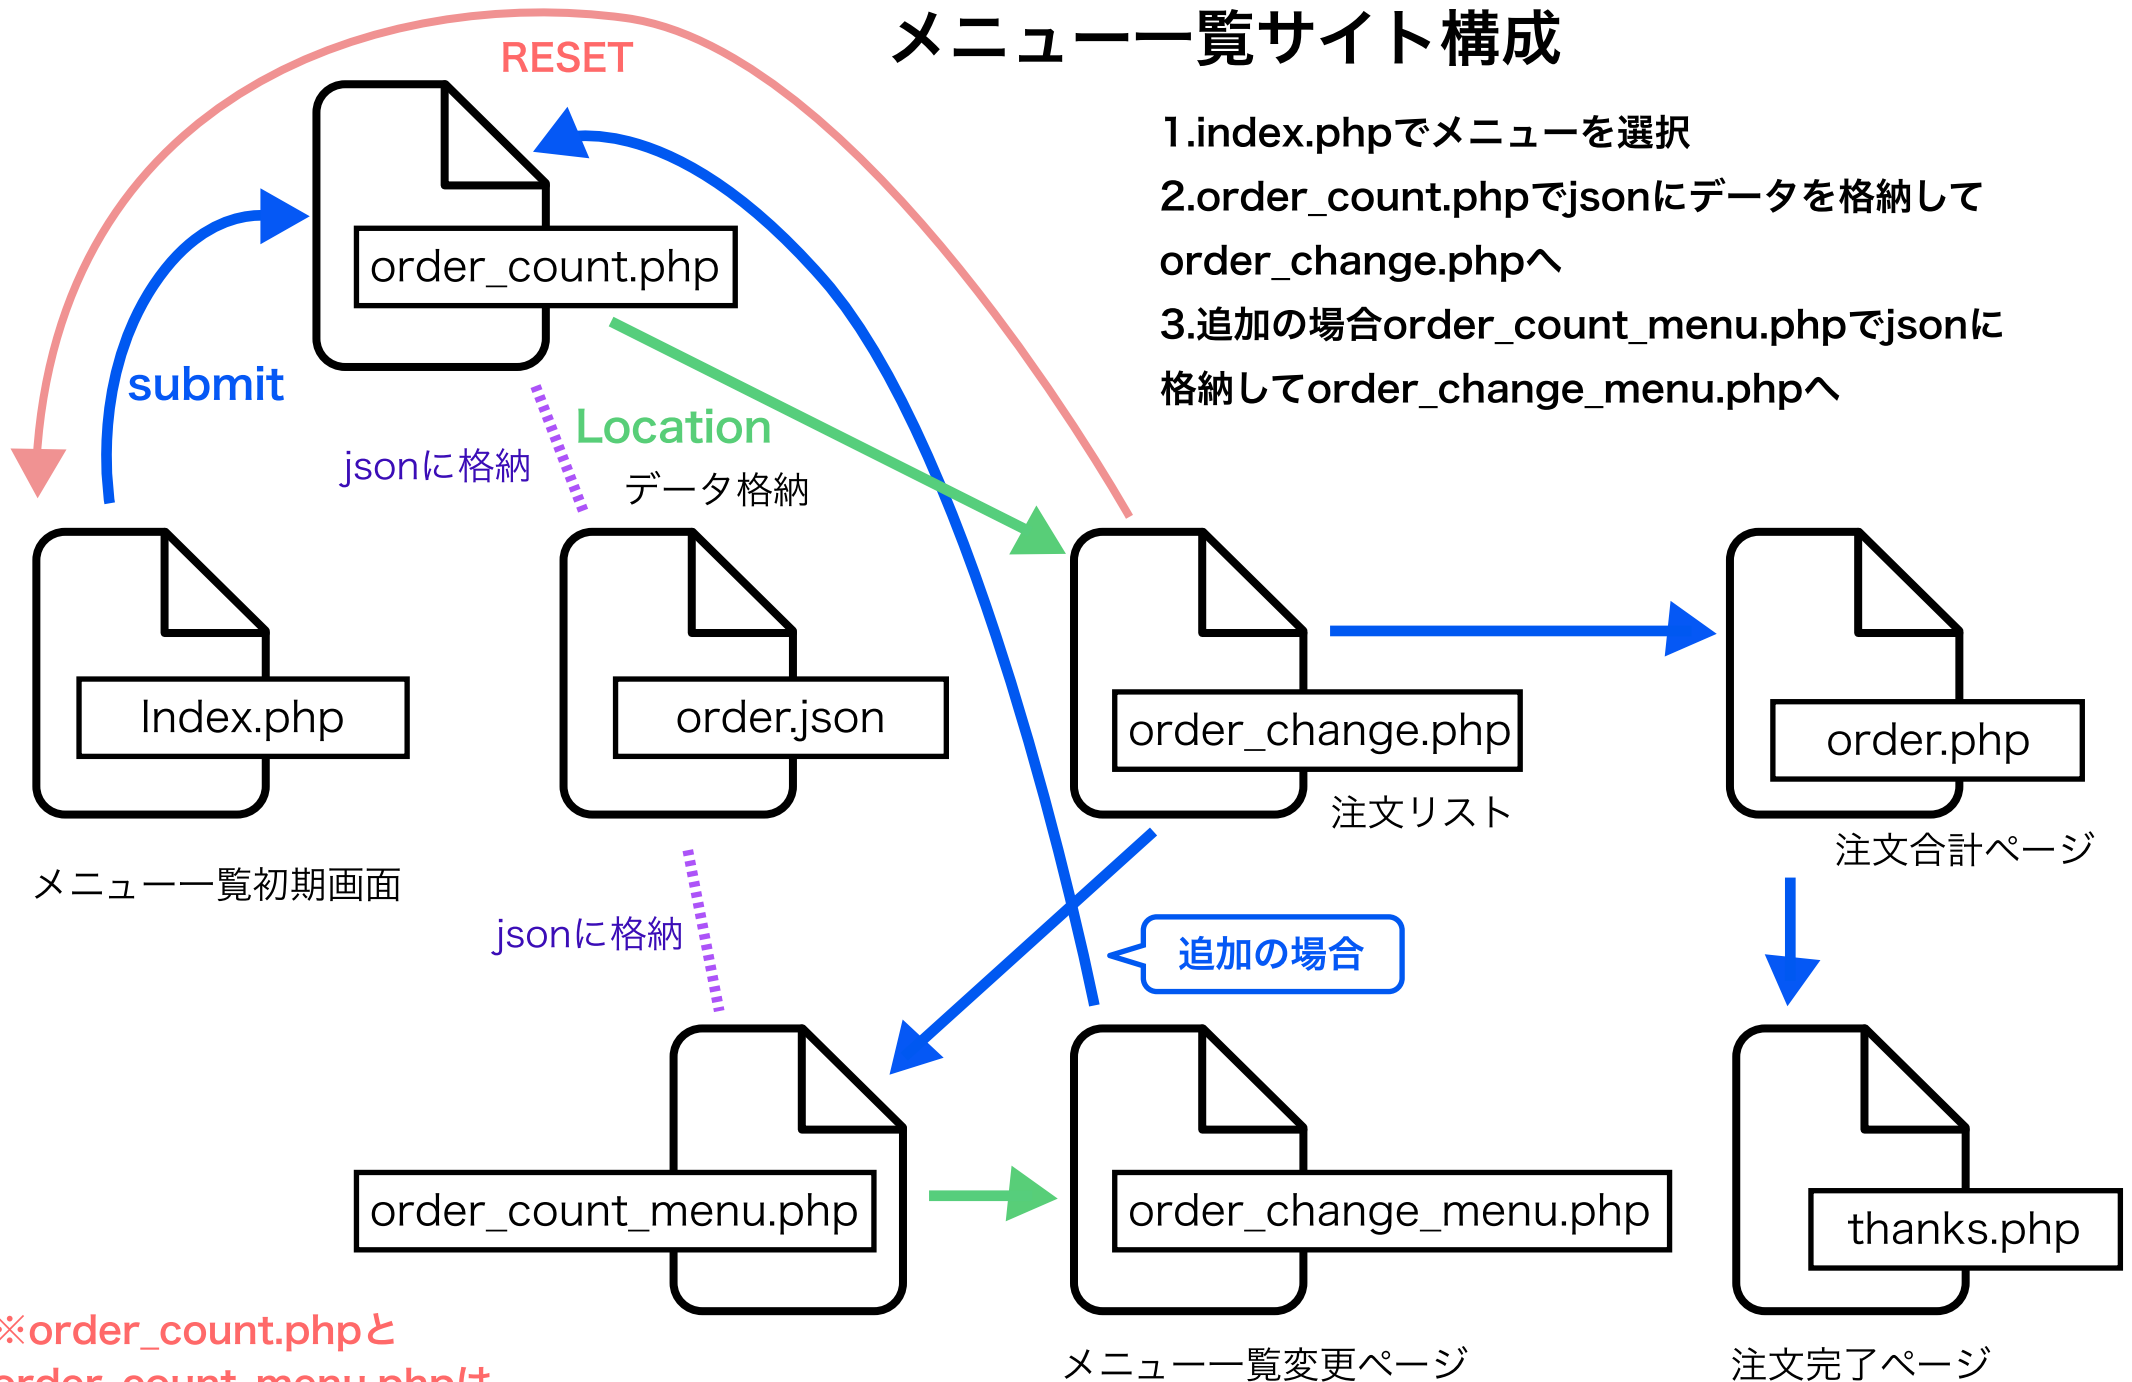 メニュー一覧サイト構成
RESET
1.index.phpでメニューを選択
2.order_count.phpでjsonにデータを格納して
order_change.phpへ
3.追加の場合order_count_menu.phpでjsonに
格納してorder_change_menu.phpへ
order_count.php
submit
Location
jsonに格納
データ格納
Index.php
order.json
order_change.php
order.php
注文リスト
注文合計ページ
メニュー一覧初期画面
jsonに格納
追加の場合
order_count_menu.php
order_change_menu.php
thanks.php
※order_count.phpと
order_count_menu.phpは
メニュー一覧変更ページ
注文完了ページ